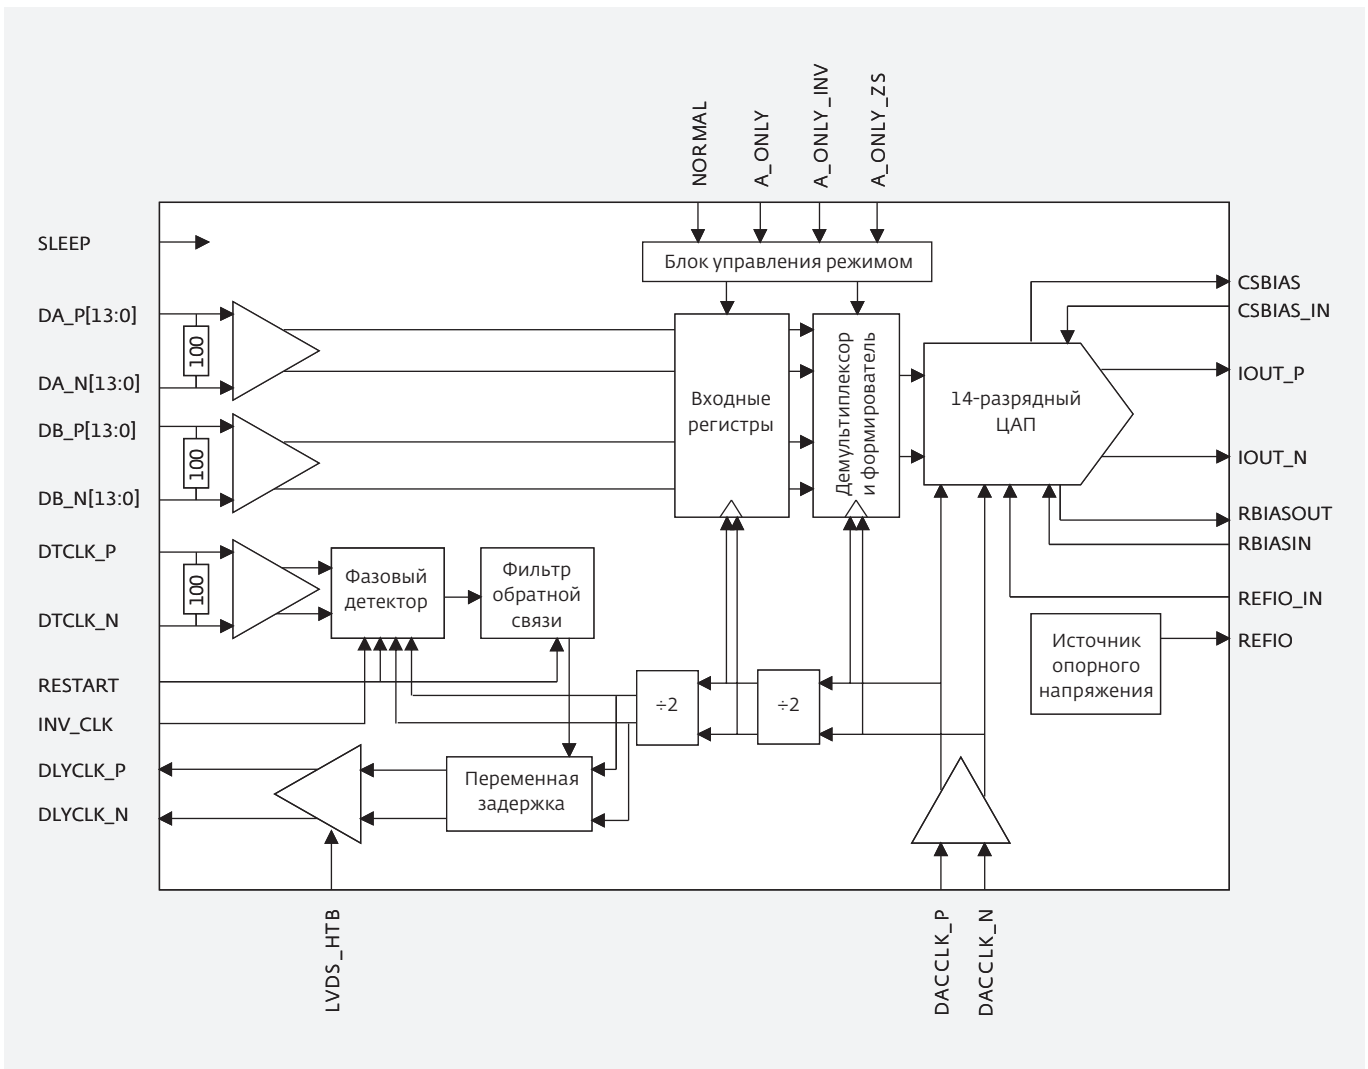 NORMAL
A_ONLY
A_ONLY_INV
A_ONLY_ZS
SLEEP
Блок управления режимом
CSBIAS
CSBIAS_IN
DA_P[13:0]
100
DA_N[13:0]
DB_P[13:0]
100
DB_N[13:0]
Входные
регистры
Демультиплексор
и формирователь
14-разрядный
ЦАП
IOUT_P
IOUT_N
RBIASOUT
RBIASIN
REFIO_IN
REFIO
DTCLK_P
100
DTCLK_N
Фазовый
детектор
Фильтр
обратной
связи
Источник
опорного
напряжения
RESTART
INV_CLK
÷2
÷2
DLYCLK_P
DLYCLK_N
Переменная
задержка
LVDS_HTB
DACCLK_P
DACCLK_N